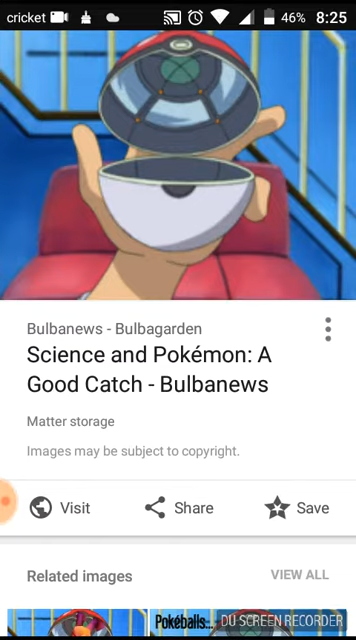 cricket 46% 8:25
Bulbanews - Bulbagarden
Science and Pokémon: A
Good Catch - Bulbanews
Matter storage
Images may be subject to copyright.
Visit Share Save
Related images VIEW ALL
Pokéballs... DU SCREEN RECORDER